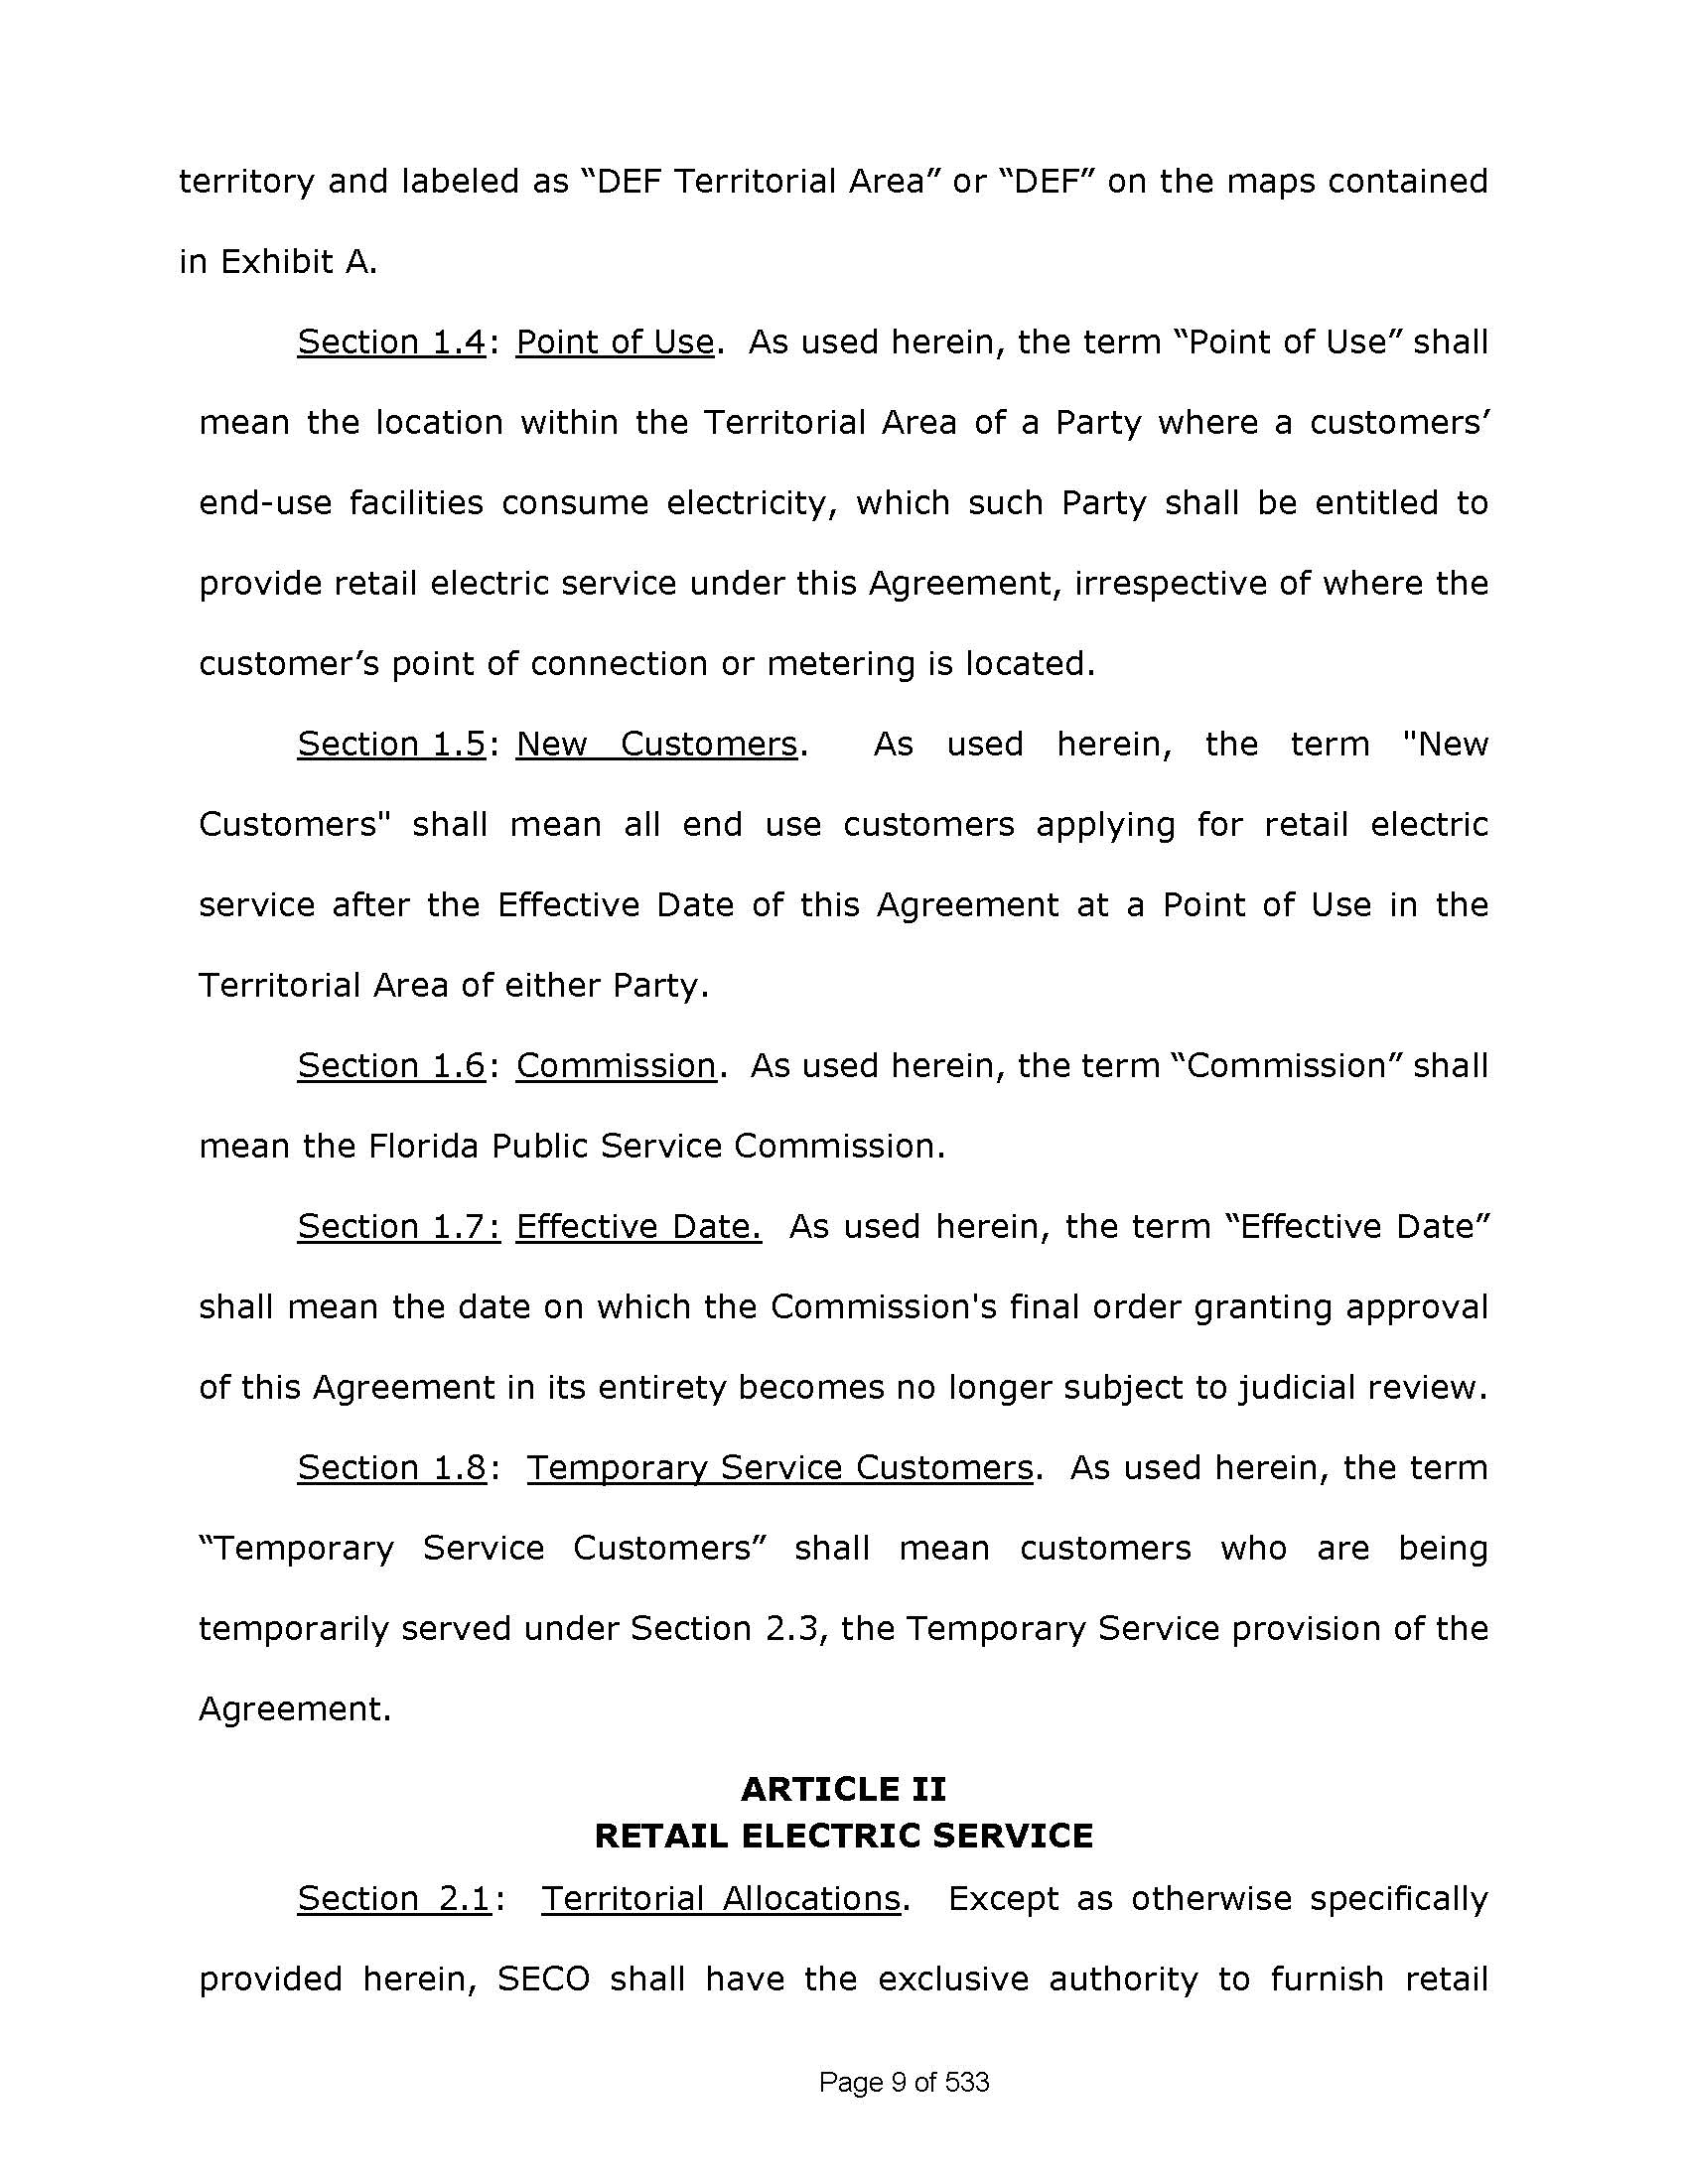 territory and labeled as “DEF Territorial Area” or “DEF” on the maps contained
in Exhibit A.
Section 1.4: Point of Use. As used herein, the term “Point of Use” shall
mean the location within the Territorial Area of a Party where a customers’
end-use facilities consume electricity, which such Party shall be entitled to
provide retail electric service under this Agreement, irrespective of where the
customer’s point of connection or metering is located.
Section 1.5: New Customers. As used herein, the term "New
Customers" shall mean all end use customers applying for retail electric
service after the Effective Date of this Agreement at a Point of Use in the
Territorial Area of either Party.
Section 1.6: Commission. As used herein, the term “Commission” shall
mean the Florida Public Service Commission.
Section 1.7: Effective Date. As used herein, the term “Effective Date”
shall mean the date on which the Commission's final order granting approval
of this Agreement in its entirety becomes no longer subject to judicial review.
Section 1.8: Temporary Service Customers. As used herein, the term
“Temporary Service Customers” shall mean customers who are being
temporarily served under Section 2.3, the Temporary Service provision of the
Agreement.
ARTICLE II
RETAIL ELECTRIC SERVICE
Section 2.1: Territorial Allocations. Except as otherwise specifically
provided herein, SECO shall have the exclusive authority to furnish retail
Page 9 of 533